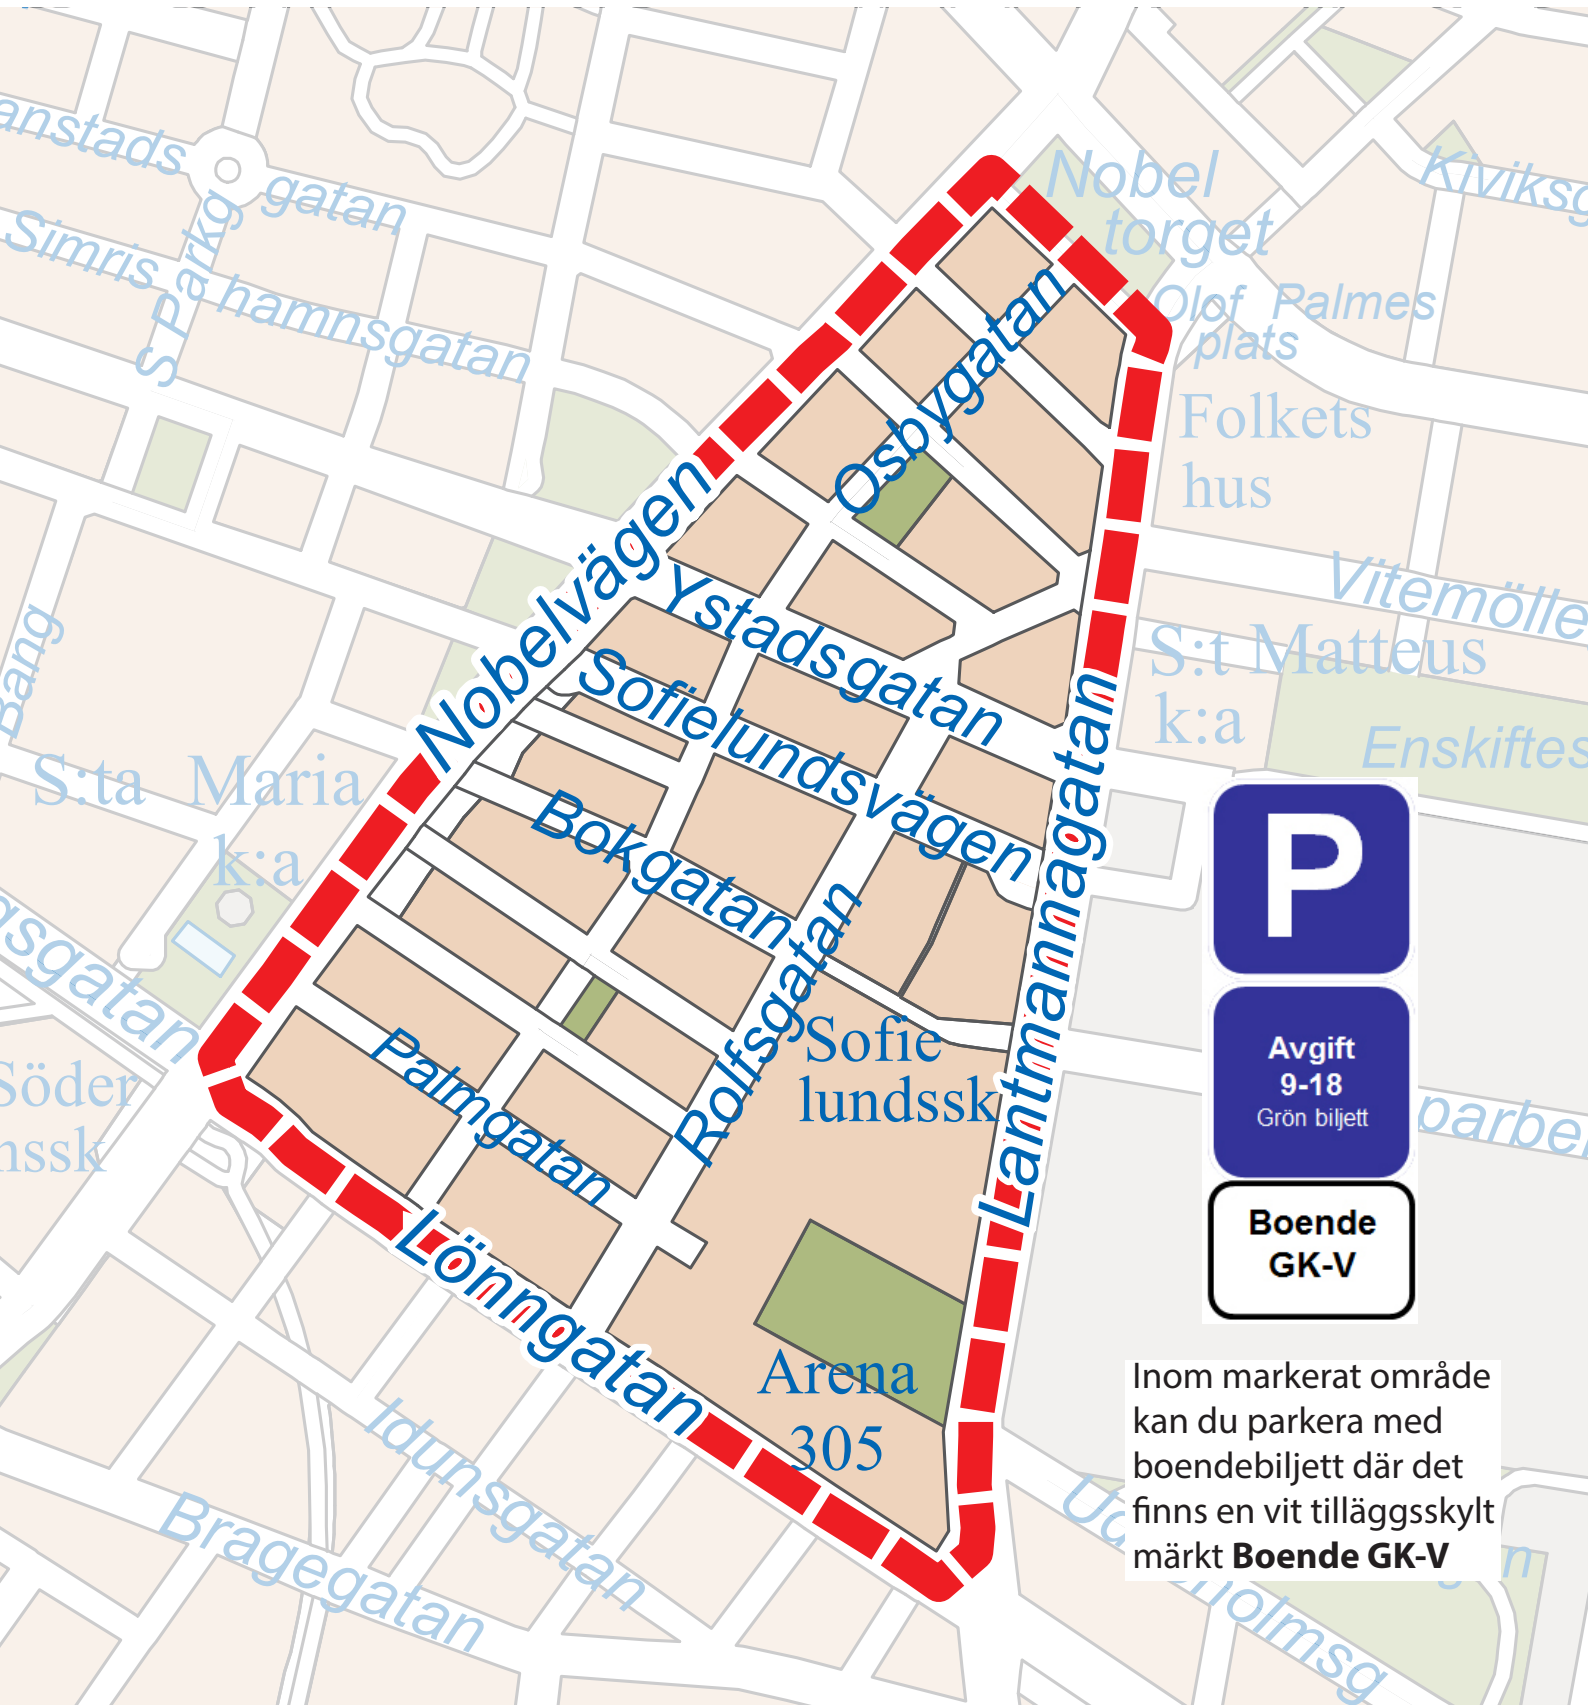 Nobel
torget
Kiviksg
anstads
gatan
Simris
hamnsgatan
S Parkg
Olof Palmes
plats
Osbygatan
Folkets
hus
Nobelvägen
Ystadsgatan
Vitemölle
S:t Matteus
k:a
Bang
Sofielundsvägen
Enskiftes
S:ta Maria
k:a
Bokgatan
Lantmannagatan
P
gsgatan
Rolfsgatan
Sofie
lundssk
Palmgatan
Avgift
9-18
Grön biljett
Söder
nssk
parbe
Boende
GK-V
Lönngatan
Arena
305
Inom markerat område
kan du parkera med
boendebiljett där det
finns en vit tilläggsskylt
märkt Boende GK-V
Idunsgatan
Bragegatan
holmsg